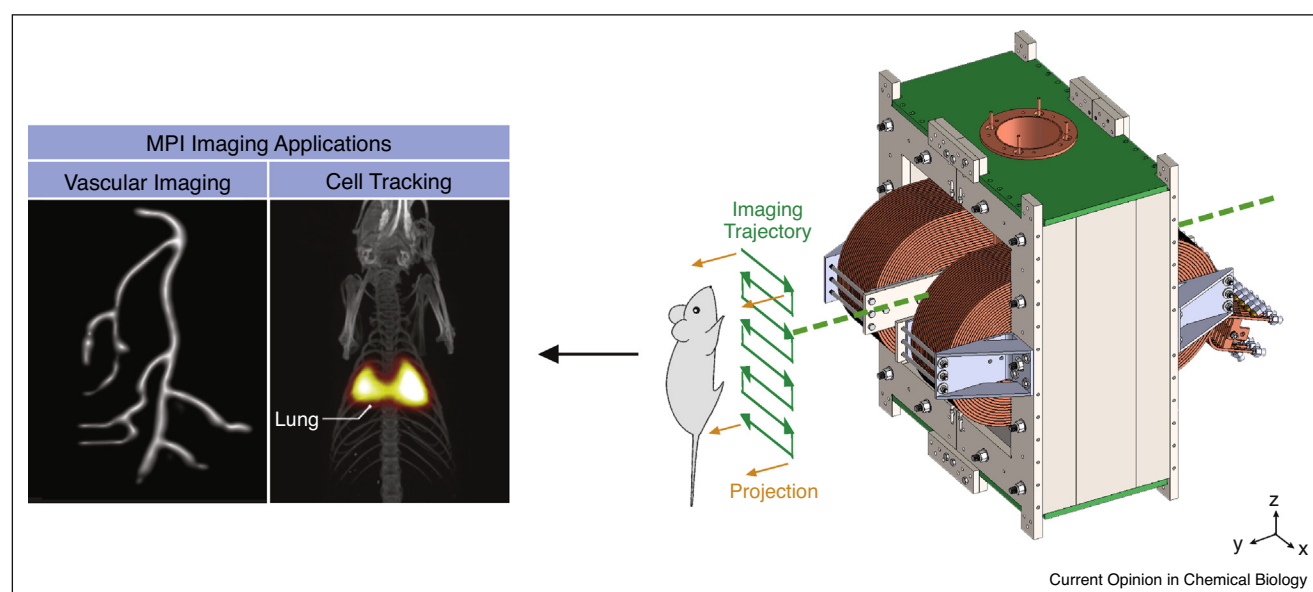 MPI Imaging Applications
Vascular Imaging
Cell Tracking
Lung
Imaging
Trajectory
Projection
z
y
x
Current Opinion in Chemical Biology